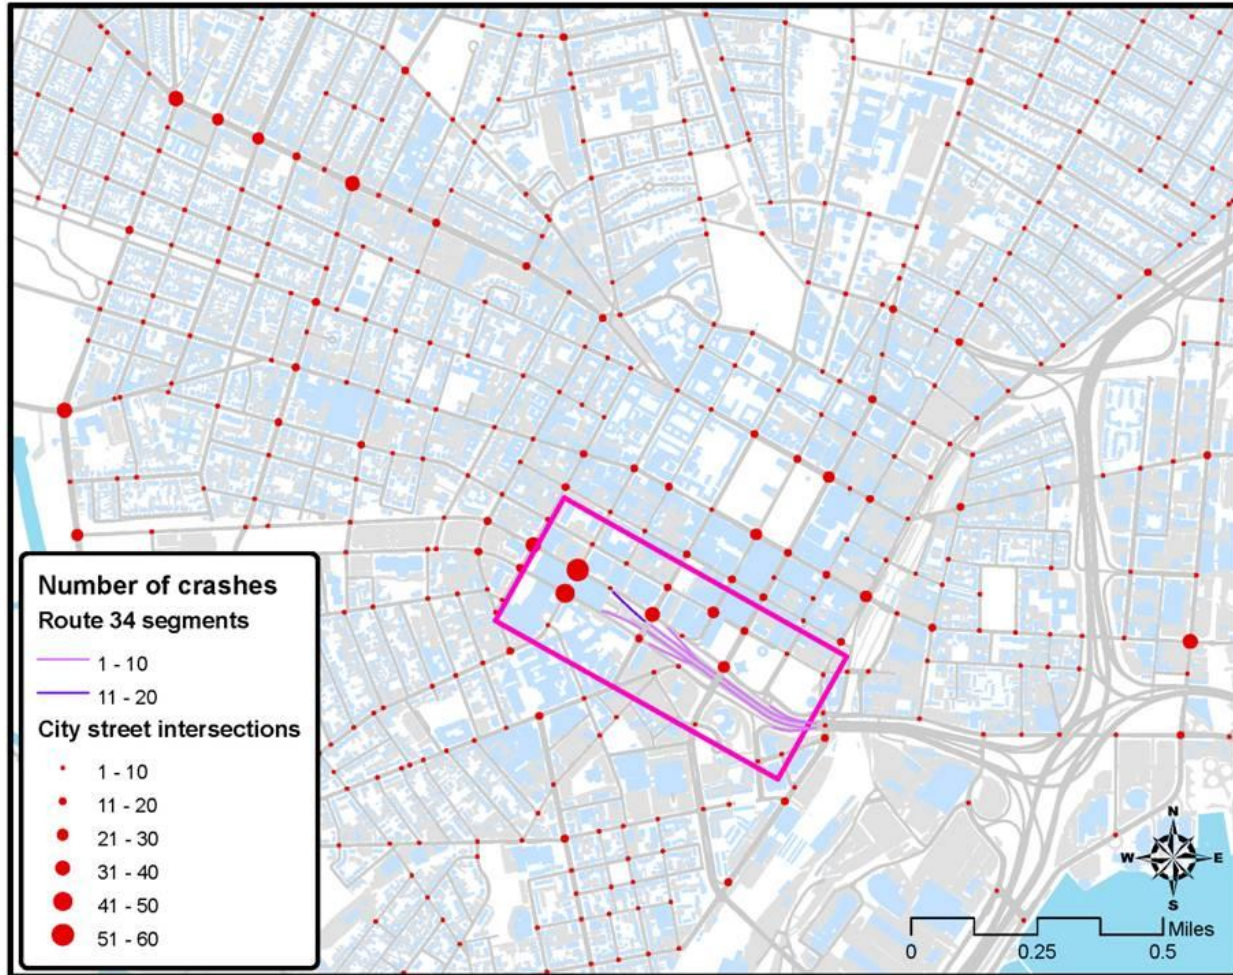 Number of crashes
Route 34 segments
1 - 10
11 - 20
City street intersections
1 - 10
11 - 20
21 - 30
31 - 40
41 - 50
51 - 60
N
W E
S
Miles
0 0.25 0.5